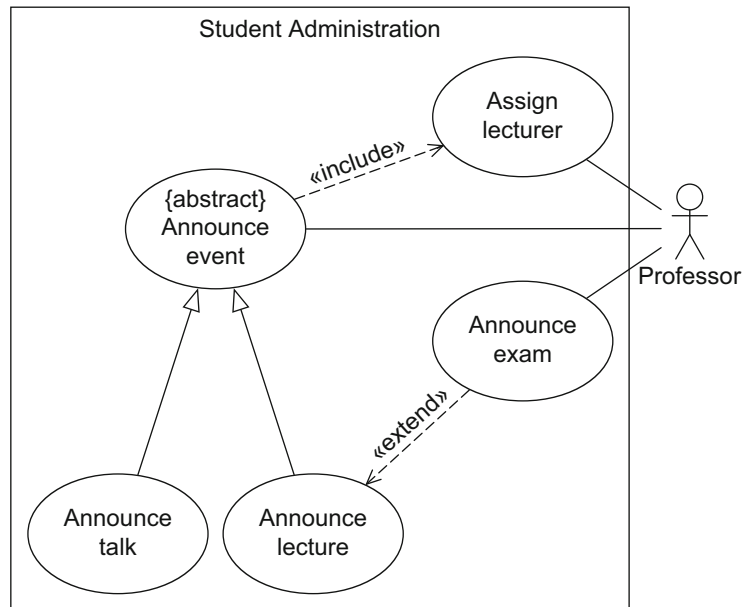 Student Administration
Assign
lecturer
«include»
{abstract}
Announce
event
Professor
Announce
exam
«extend»
Announce
talk
Announce
lecture